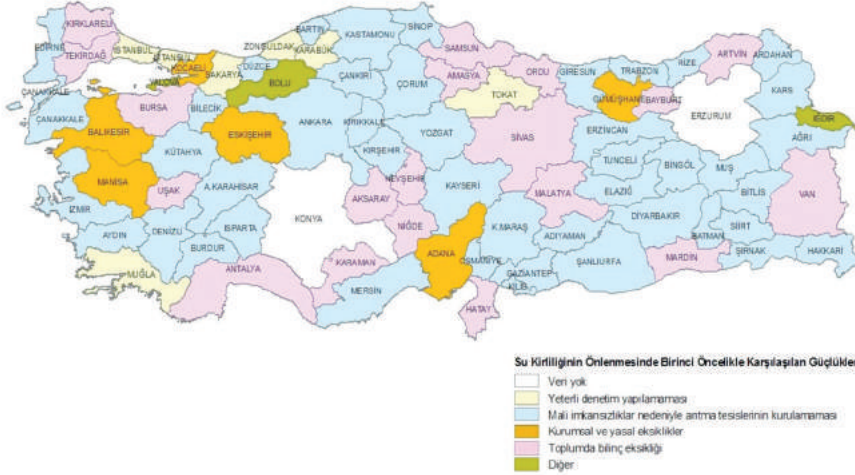 KIRKLARELİ
EDİRNE
TEKİRDAĞ
İSTANBUL
İSTANBUL
KOCAELİ
YALOVA
SAKARYA
DÜZCE
ZONGULDAK
BARTIN
KARABÜK
KASTAMONU
SİNOP
BOLU
ÇANKIRI
ÇORUM
SAMSUN
AMASYA
ORDU
TOKAT
GİRESUN
TRABZON
RİZE
ARTVİN
ARDAHAN
GÜMÜŞHANE
BAYBURT
ERZURUM
KARS
IĞDIR
AĞRI
ÇANAKKALE
ÇANAKKALE
BALIKESİR
BURSA
BİLECİK
ESKİŞEHİR
ANKARA
KIRIKKALE
YOZGAT
SİVAS
ERZİNCAN
TUNCELİ
BİNGÖL
MUŞ
BİTLİS
VAN
KÜTAHYA
KIRŞEHİR
NEVŞEHİR
KAYSERİ
MALATYA
ELAZIĞ
DİYARBAKIR
BATMAN
SİİRT
ŞIRNAK
HAKKARİ
MANİSA
UŞAK
A.KARAHİSAR
KONYA
AKSARAY
NİĞDE
İZMİR
AYDIN
DENİZLİ
ISPARTA
BURDUR
MUĞLA
ANTALYA
KARAMAN
MERSİN
ADANA
K.MARAŞ
OSMANİYE
ADIYAMAN
GAZİANTEP
KİLİS
ŞANLIURFA
MARDİN
HATAY
Su Kirliliğinin Önlenmesinde Birinci Öncelikle Karşılaşılan Güçlükler
Veri yok
Yeterli denetim yapılamaması
Mali imkansızlıklar nedeniyle arıtma tesislerinin kurulamaması
Kurumsal ve yasal eksiklikler
Toplumda bilinç eksikliği
Diğer